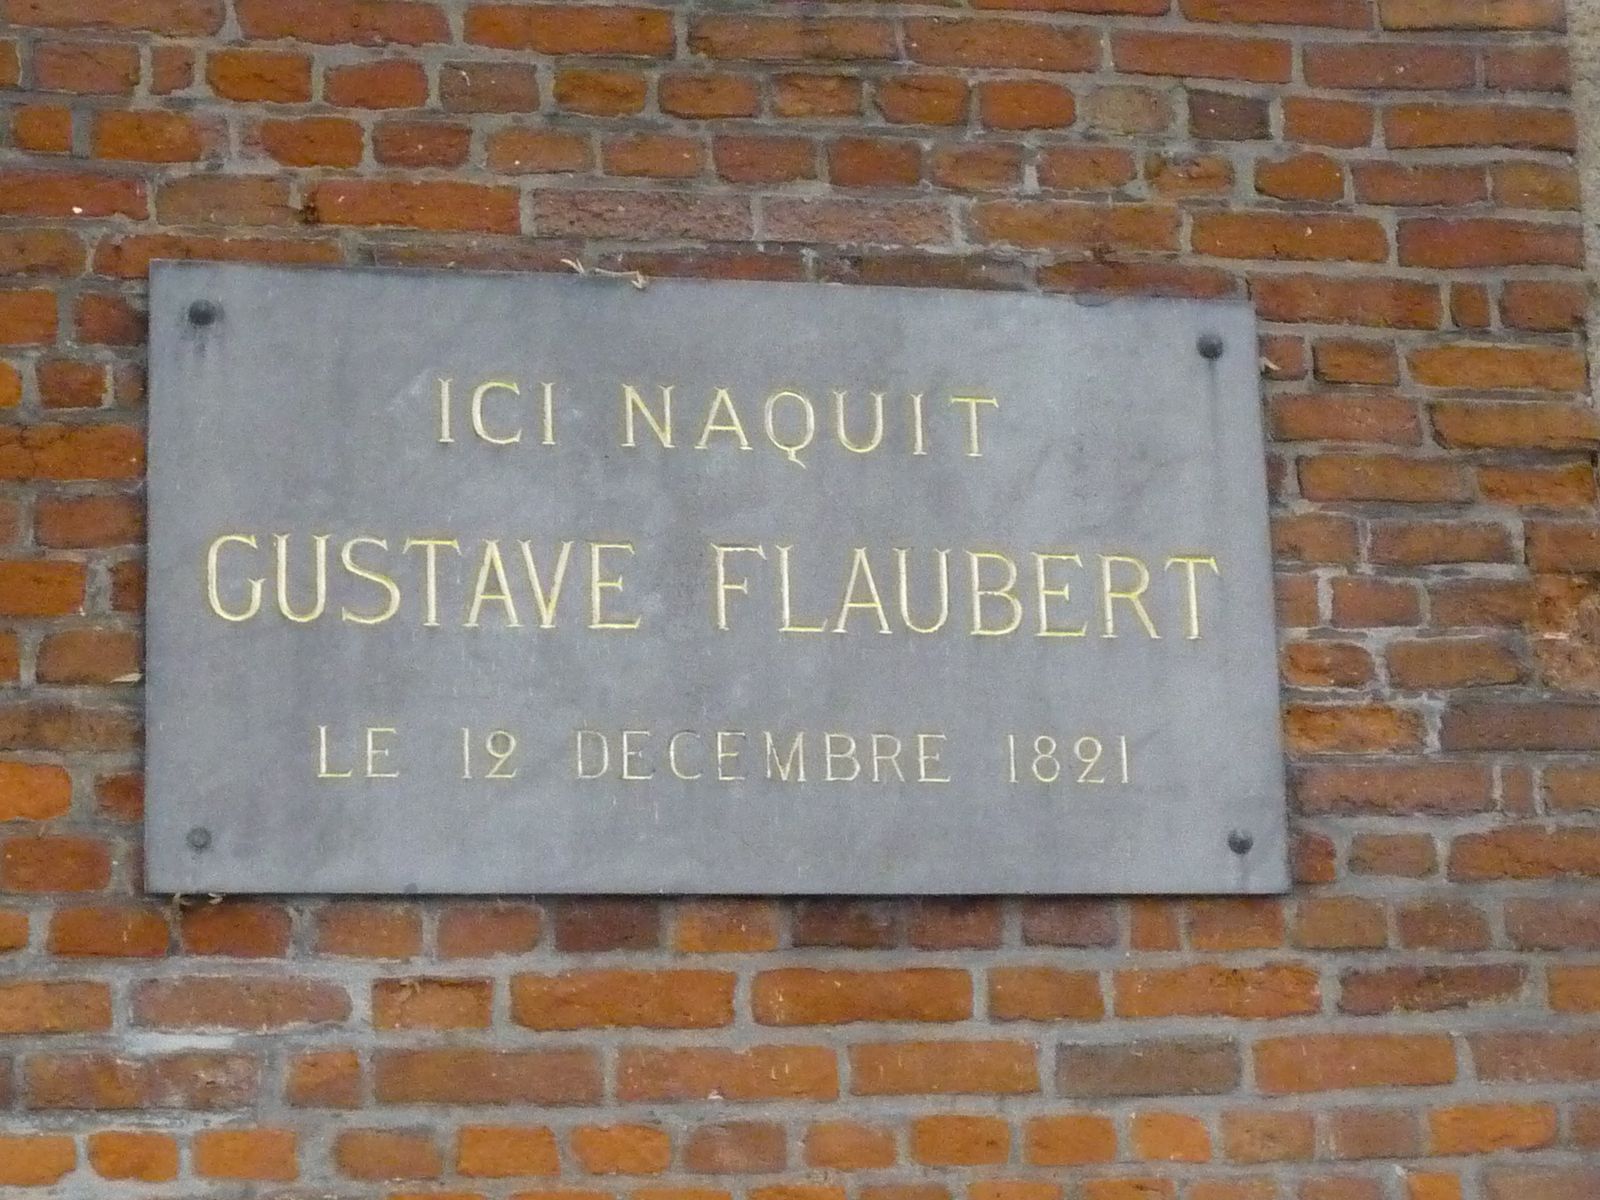 ICI NAQUIT
GUSTAVE FLAUBERT
LE 12 DECEMBRE 1821